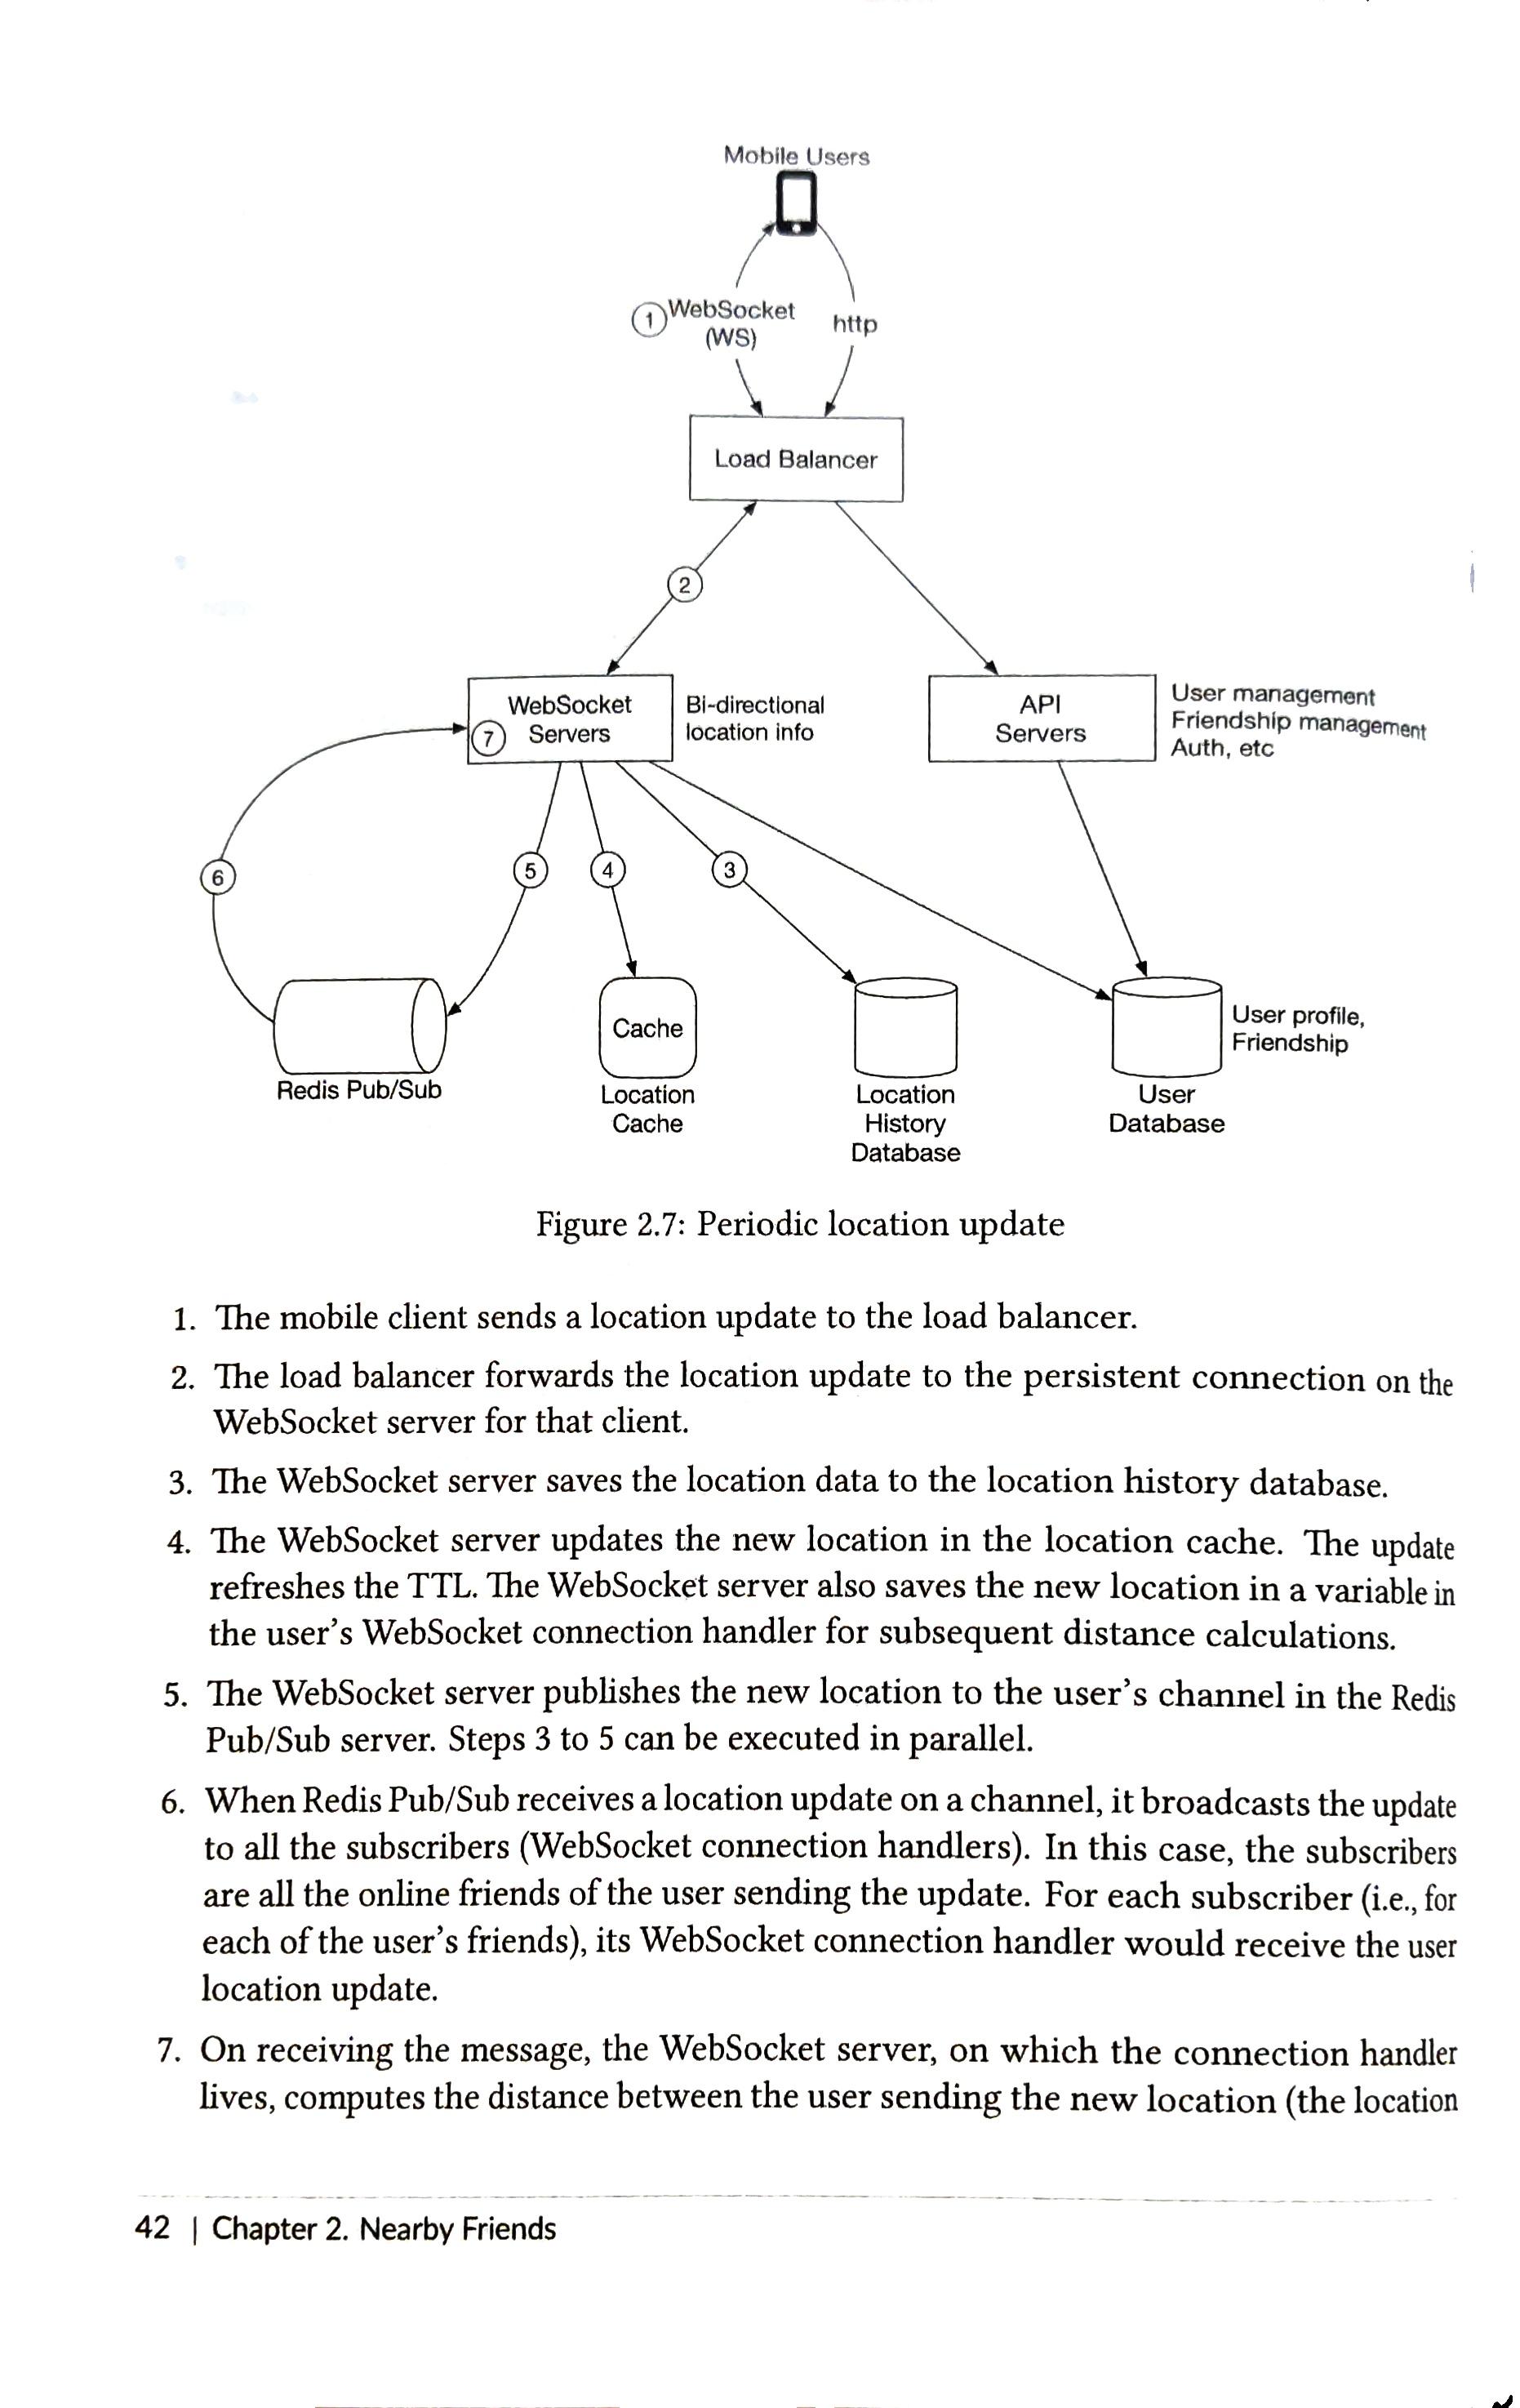 Mobile Users
1 WebSocket
(WS)
http
Load Balancer
2
WebSocket
7 Servers
Bi-directional
location info
API
Servers
User management
Friendship management
Auth, etc
6
5
4
3
Redis Pub/Sub
Cache
Location
Cache
Location
History
Database
User
Database
User profile,
Friendship
Figure 2.7: Periodic location update
1. The mobile client sends a location update to the load balancer.
2. The load balancer forwards the location update to the persistent connection on the
WebSocket server for that client.
3. The WebSocket server saves the location data to the location history database.
4. The WebSocket server updates the new location in the location cache. The update
refreshes the TTL. The WebSocket server also saves the new location in a variable in
the user's WebSocket connection handler for subsequent distance calculations.
5. The WebSocket server publishes the new location to the user's channel in the Redis
Pub/Sub server. Steps 3 to 5 can be executed in parallel.
6. When Redis Pub/Sub receives a location update on a channel, it broadcasts the update
to all the subscribers (WebSocket connection handlers). In this case, the subscribers
are all the online friends of the user sending the update. For each subscriber (i.e., for
each of the user's friends), its WebSocket connection handler would receive the user
location update.
7. On receiving the message, the WebSocket server, on which the connection handler
lives, computes the distance between the user sending the new location (the location
42 | Chapter 2. Nearby Friends